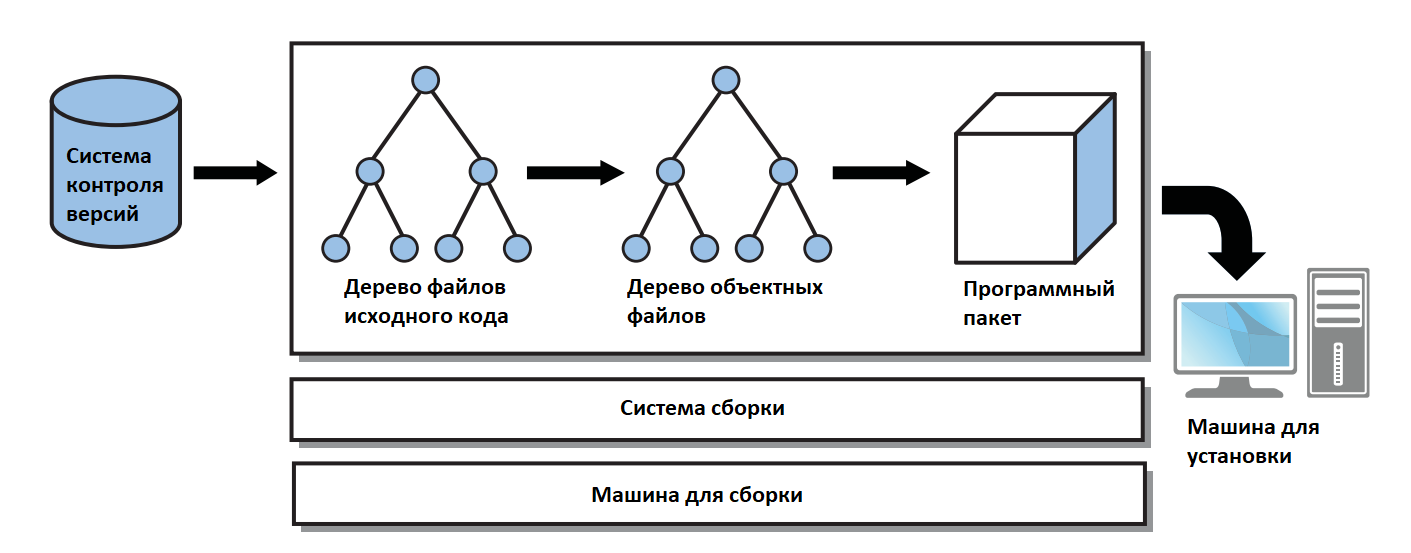 Система
контроля
версий
Дерево файлов
исходного кода
Дерево объектных
файлов
Программный
пакет
Система сборки
Машина для сборки
Машина для
установки